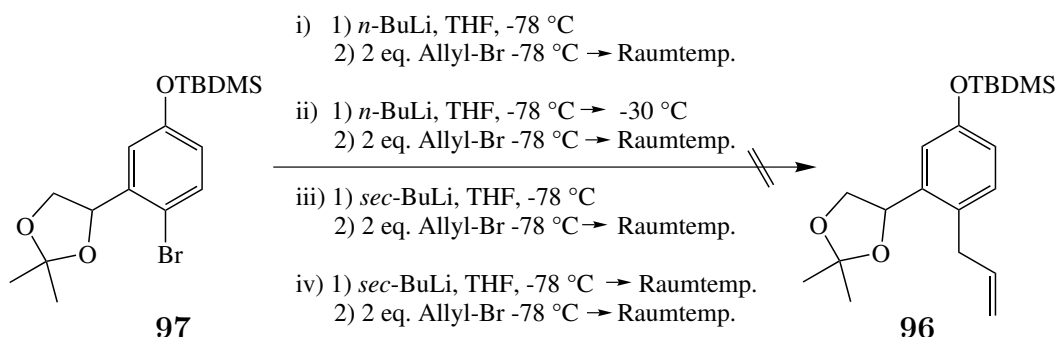 i) 1) n-BuLi, THF, -78 °C
2) 2 eq. Allyl-Br -78 °C → Raumtemp.
OTBDMS
ii) 1) n-BuLi, THF, -78 °C → -30 °C
2) 2 eq. Allyl-Br -78 °C → Raumtemp.
OTBDMS
iii) 1) sec-BuLi, THF, -78 °C
2) 2 eq. Allyl-Br -78 °C → Raumtemp.
O
O
Br
O
O
iv) 1) sec-BuLi, THF, -78 °C → Raumtemp.
2) 2 eq. Allyl-Br -78 °C → Raumtemp.
97
96